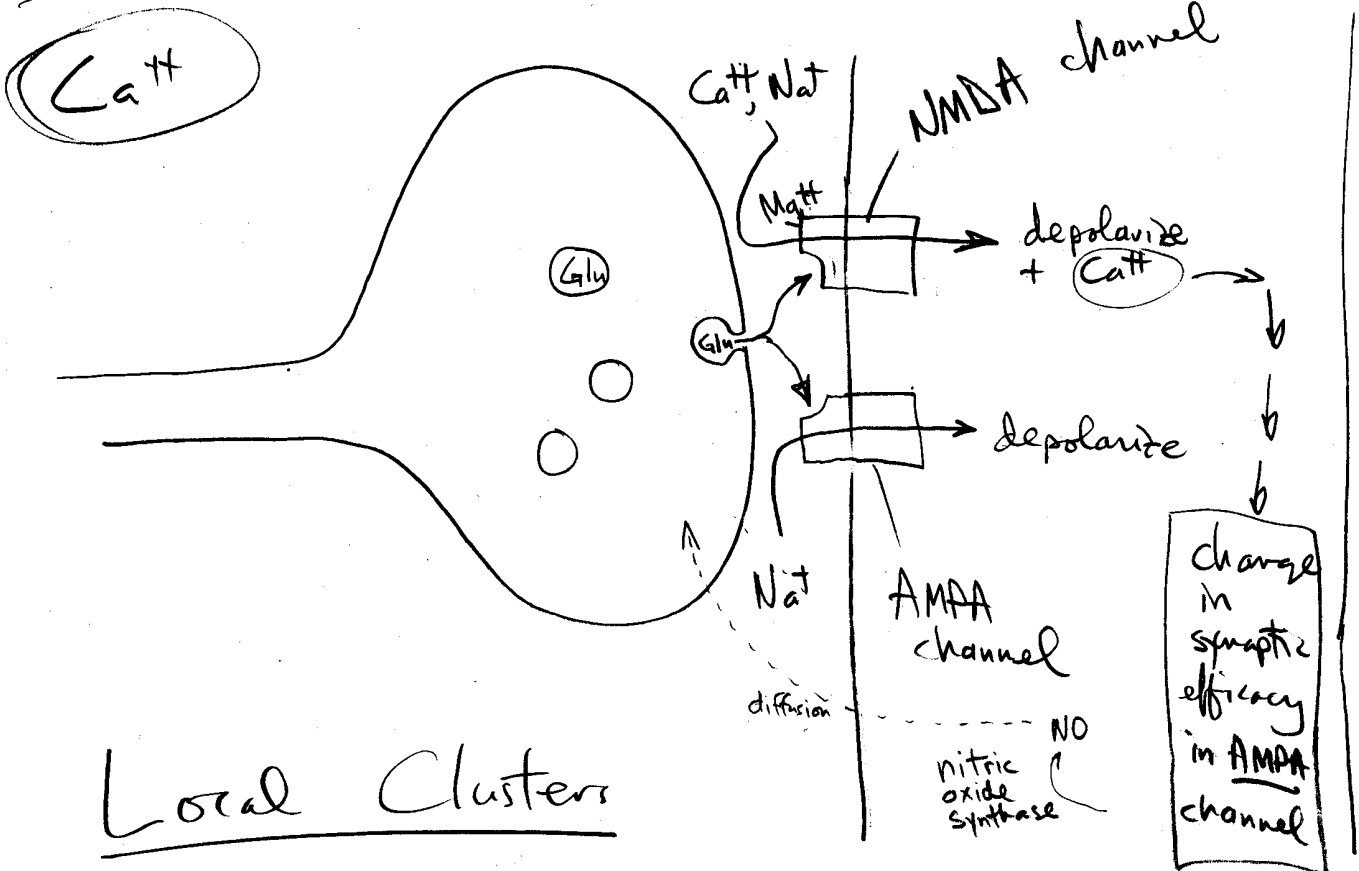 Ca++
Ca++, Na+
NMDA channel
Mg++
Glu
Glu
depolarize
+ Ca++
depolarize
Na+
AMPA
channel
change
in
synaptic
efficacy
in AMPA
channel
diffusion
NO
nitric
oxide
synthase
Local Clusters